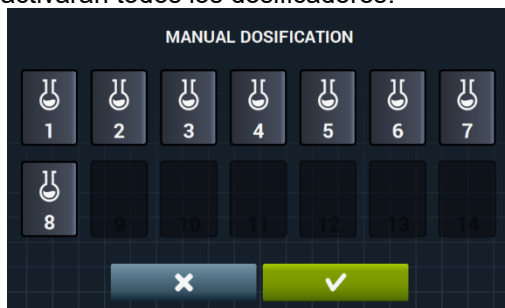 activarán todos los dosificadores.
MANUAL DOSIFICATION
1 2 3 4 5 6 7
8 9 10 11 12 13 14